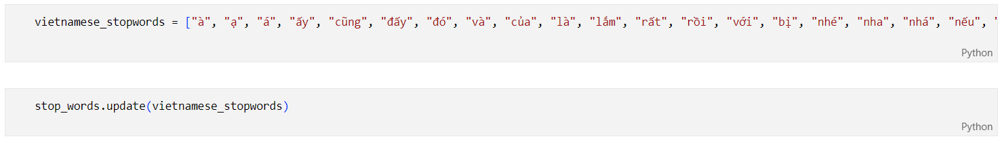 vietnamese_stopwords = ["à", "ạ", "á", "ấy", "cũng", "đấy", "đó", "và", "của", "là", "lắm", "rất", "rồi", "với", "bị", "nhé", "nha", "nhá", "nếu", "
Python
stop_words.update(vietnamese_stopwords)
Python